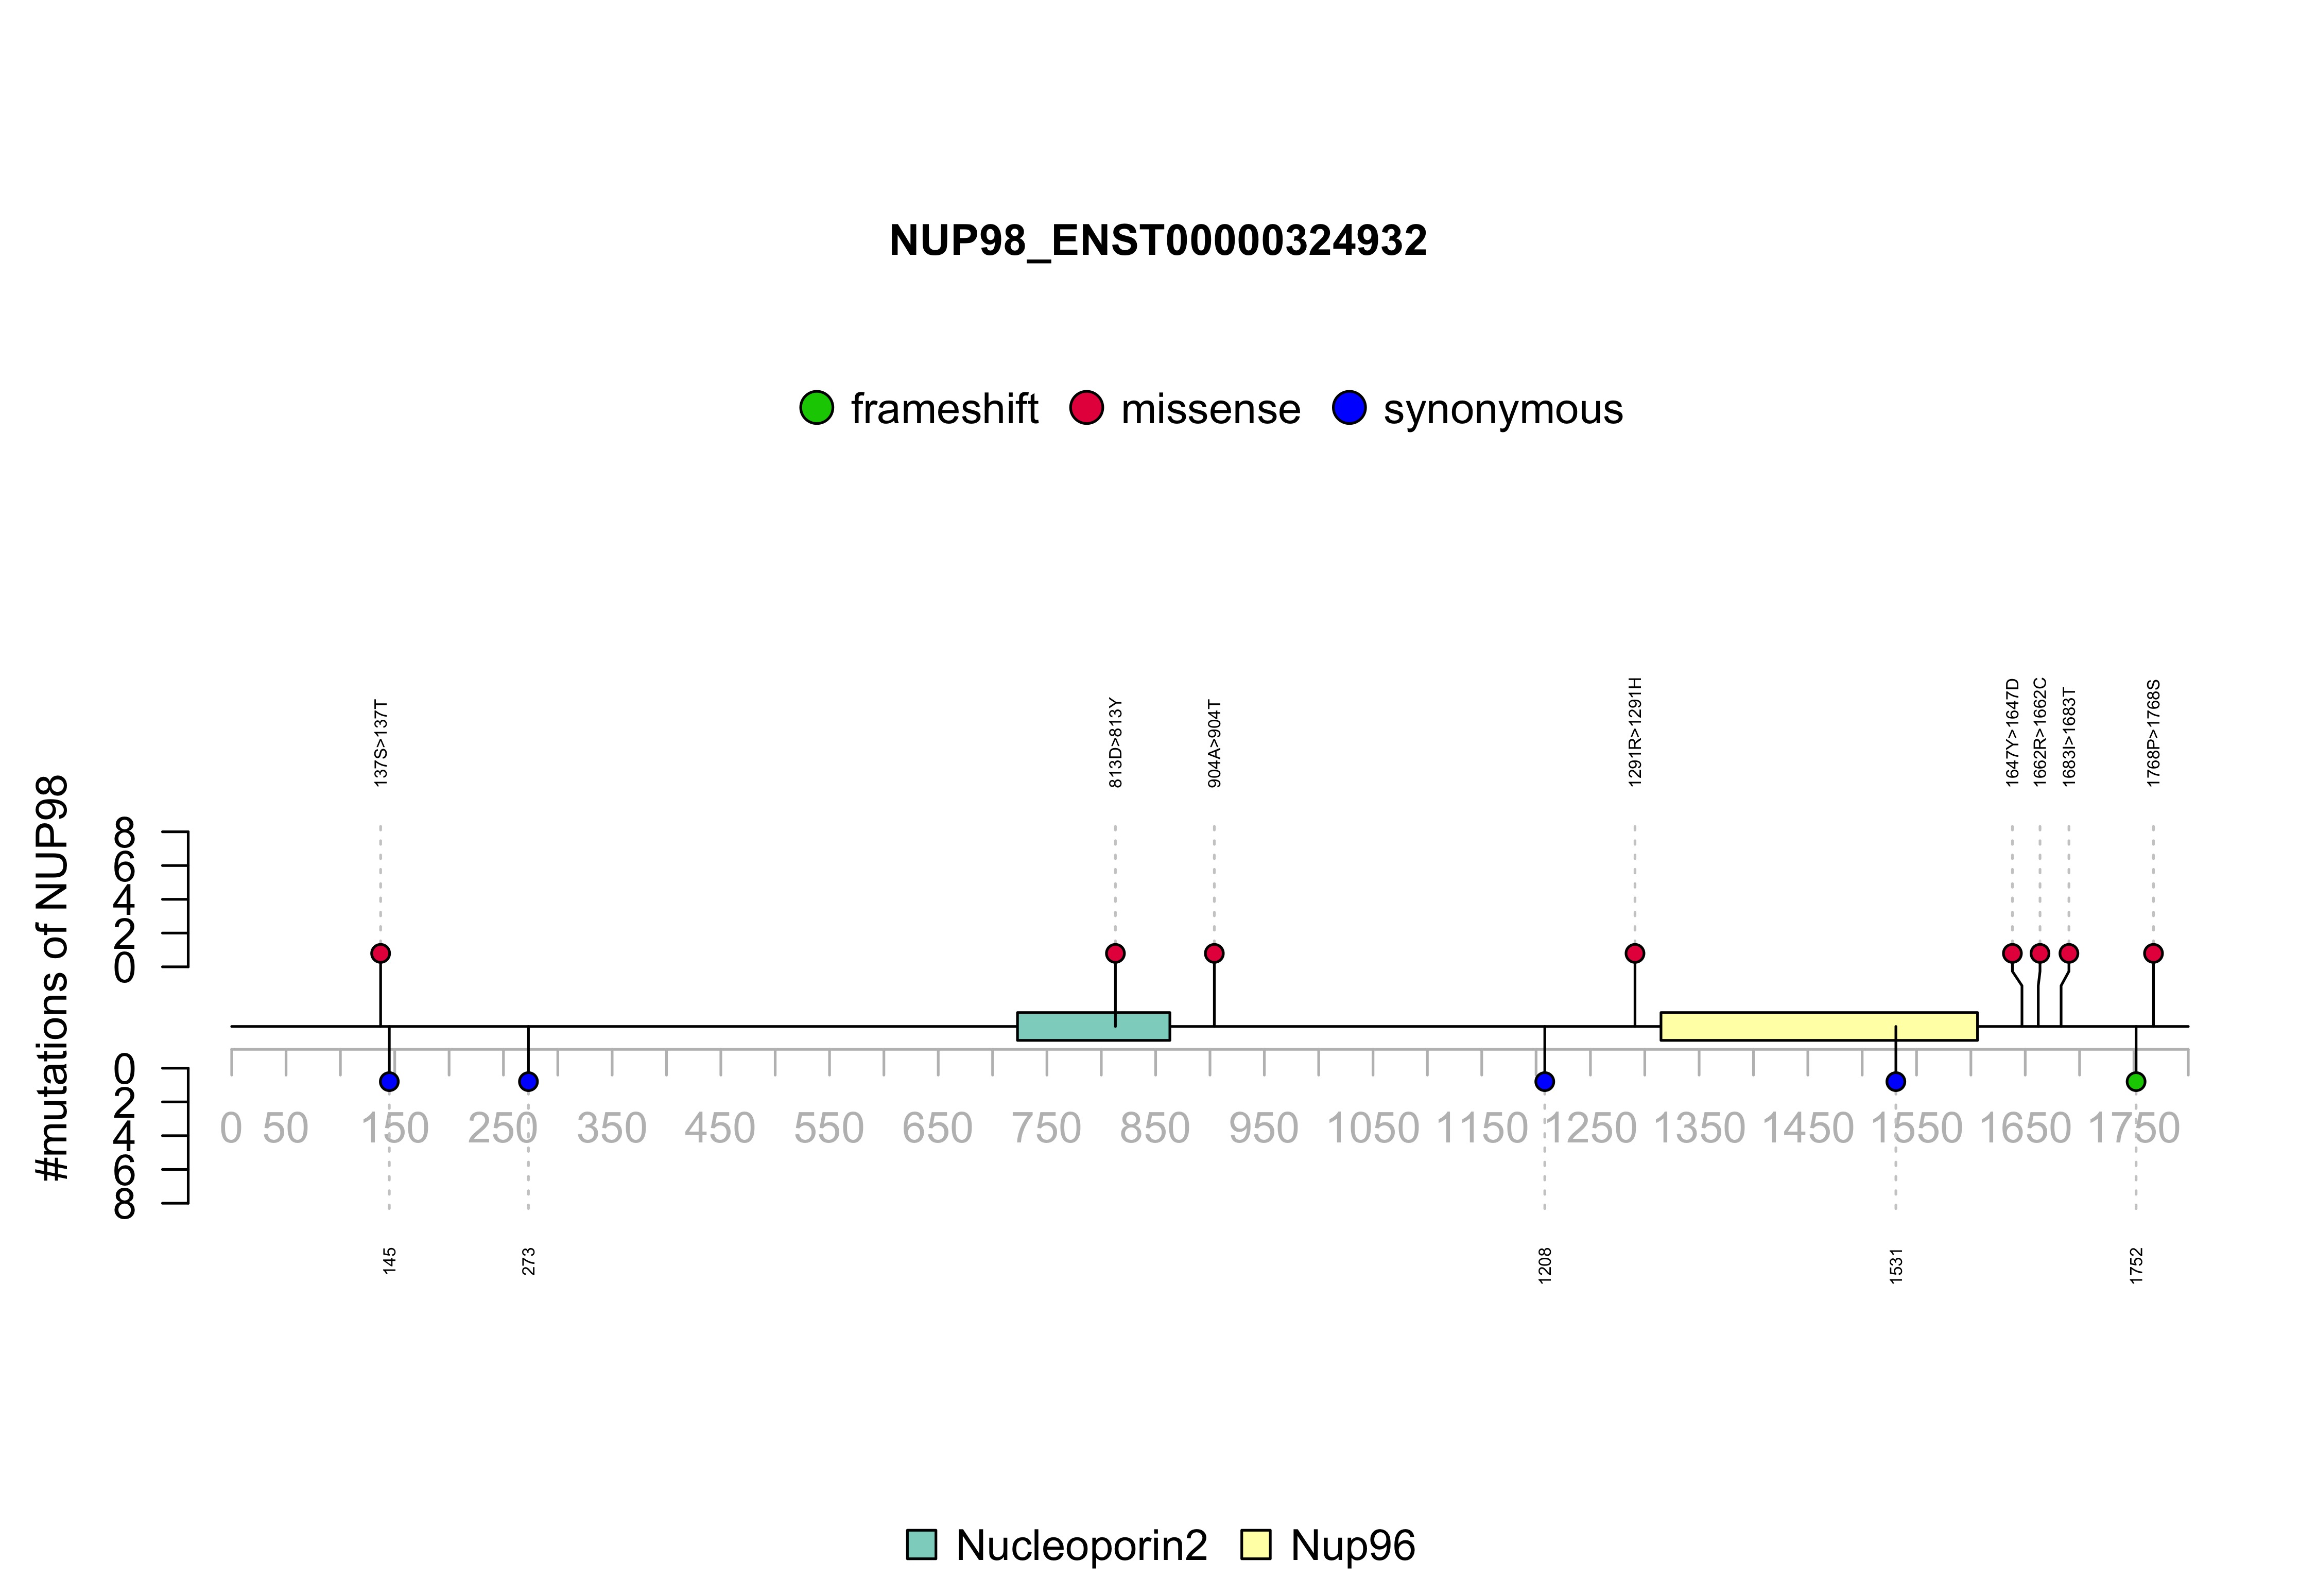 NUP98_ENST00000324932
frameshift missense synonymous
137S>137T
813D>813Y
904A>904T
1291R>1291H
1647Y>1647D
1662R>1662C
1683I>1683T
1768P>1768S
#mutations of NUP98
8
6
4
2
0
0
2
4
6
8
0 50 150 250 350 450 550 650 750 850 950 1050 1150 1250 1350 1450 1550 1650 1750
145
273
1208
1531
1752
Nucleoporin2 Nup96